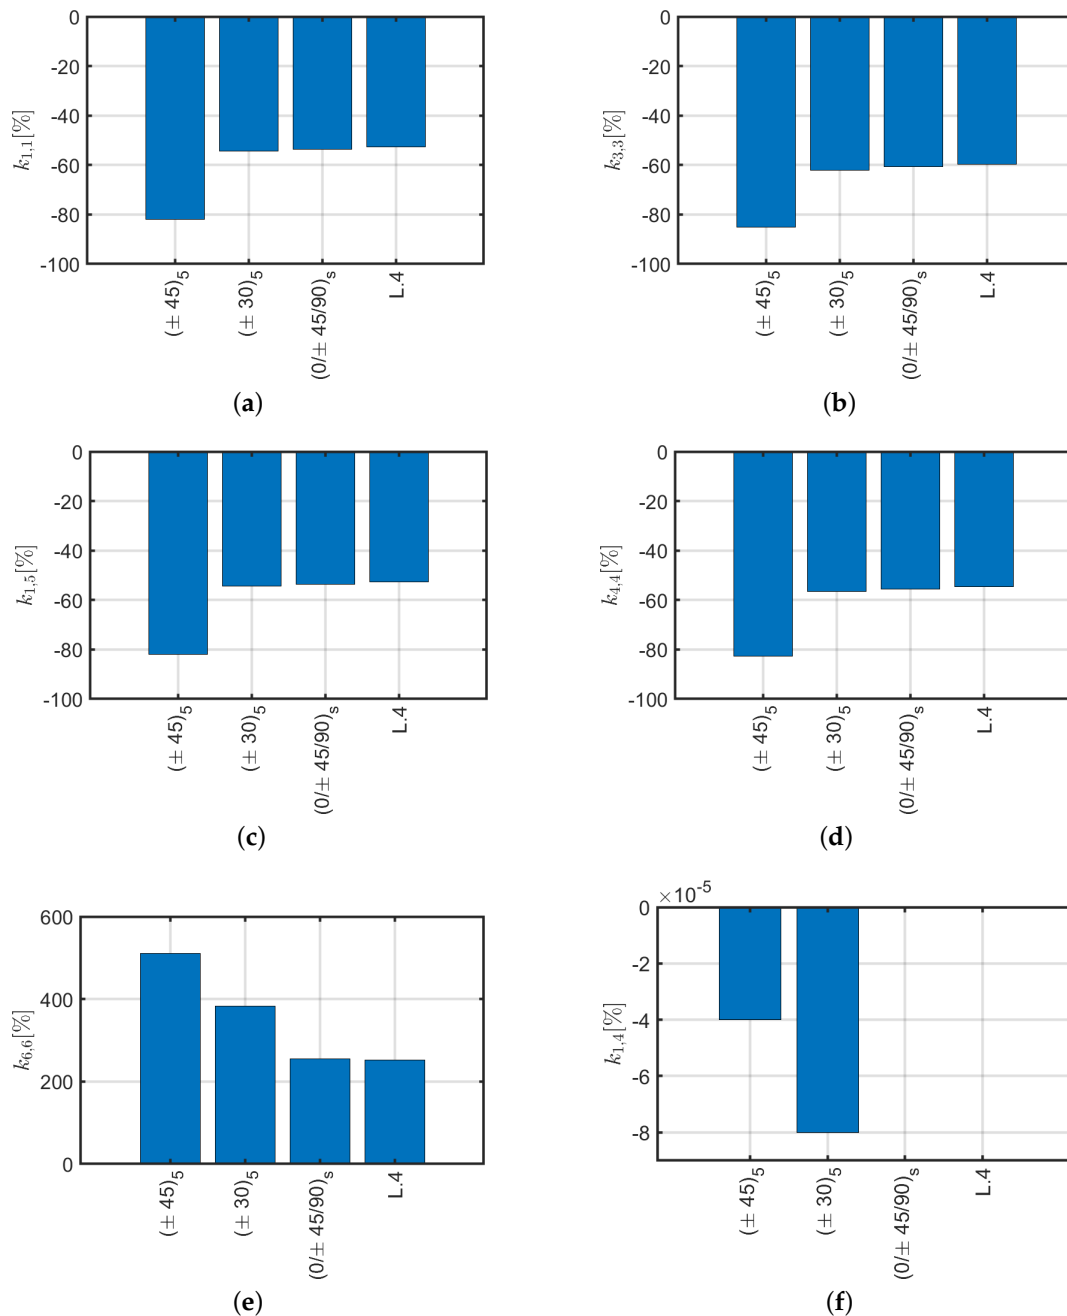 0
-20
-40
-60
-80
-100
k1,1[%]
(± 45)5
(± 30)5
(0/± 45/90)s
L.4
(a)
0
-20
-40
-60
-80
-100
k3,3[%]
(± 45)5
(± 30)5
(0/± 45/90)s
L.4
(b)
0
-20
-40
-60
-80
-100
k1,5[%]
(± 45)5
(± 30)5
(0/± 45/90)s
L.4
(c)
0
-20
-40
-60
-80
-100
k4,4[%]
(± 45)5
(± 30)5
(0/± 45/90)s
L.4
(d)
600
400
200
0
k6,6[%]
(± 45)5
(± 30)5
(0/± 45/90)s
L.4
(e)
×10-5
0
-2
-4
-6
-8
k1,4[%]
(± 45)5
(± 30)5
(0/± 45/90)s
L.4
(f)